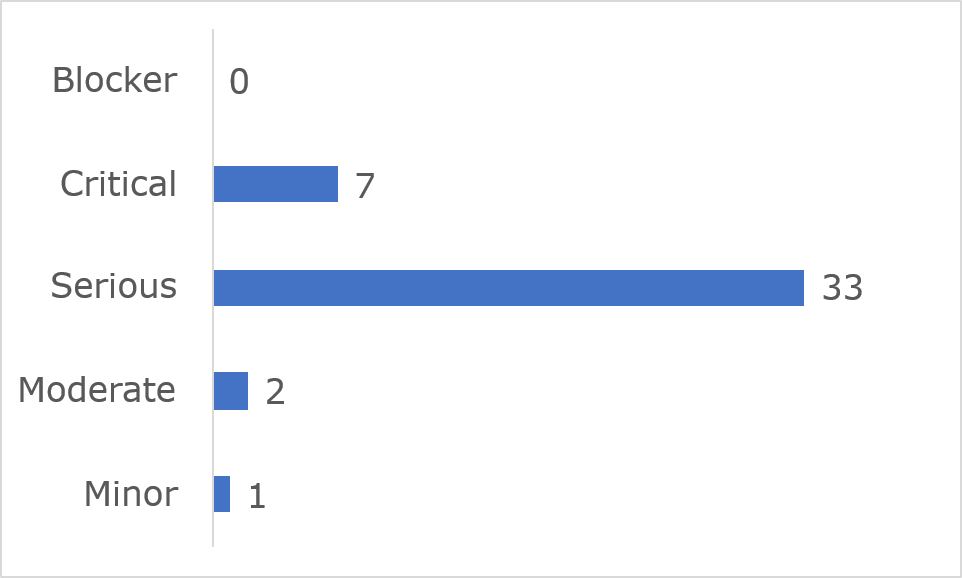 Blocker 0
Critical 7
Serious 33
Moderate 2
Minor 1